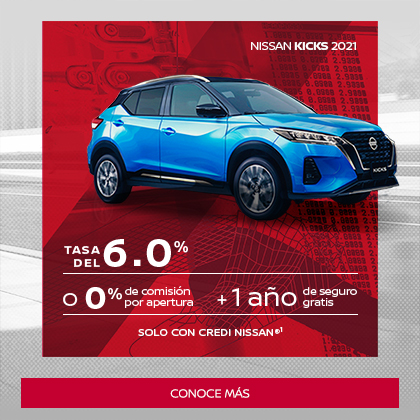 NISSAN KICKS 2021
KICKS
TASA DEL 6.0%
O 0% de comisión por apertura + 1 año de seguro gratis
SOLO CON CREDI NISSAN®¹
CONOCE MÁS